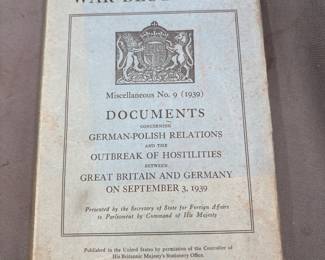 Miscellaneous No. 9 (1939)
DOCUMENTS
CONCERNING
GERMAN-POLISH RELATIONS
AND THE
OUTBREAK OF HOSTILITIES
BETWEEN
GREAT BRITAIN AND GERMANY
ON SEPTEMBER 3, 1939
Presented by the Secretary of State for Foreign Affairs
to Parliament by Command of His Majesty
Published in the United States by permission of the Controller of
His Britannic Majesty's Stationery Office.